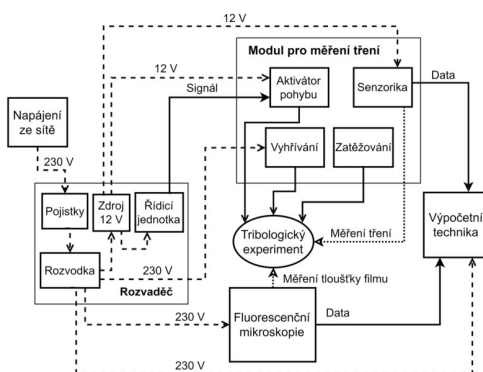 12 V
Modul pro měření tření
12 V
Aktivátor
pohybu
Senzorika
Data
Signál
Napájení
ze sítě
230 V
Vyhřívání
Zatěžování
Pojistky
Zdroj
12 V
Řídicí
jednotka
Výpočetní
technika
Tribologický
experiment
Měření tření
Rozvodka
230 V
Rozvaděč
Měření tloušťky filmu
230 V
Fluorescenční
mikroskopie
Data
230 V